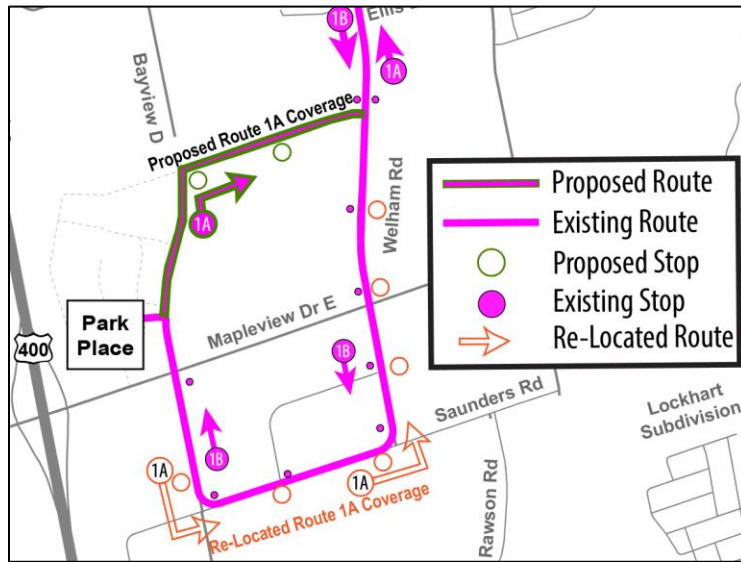 1B
Ellis
1A
Bayview D
Proposed Route 1A Coverage
1A
Welham Rd
Park
Place
400
Mapleview Dr E
1B
1B
1A
1A
Saunders Rd
Re-Located Route 1A Coverage
Rawson Rd
Lockhart
Subdivision
Proposed Route
Existing Route
Proposed Stop
Existing Stop
Re-Located Route